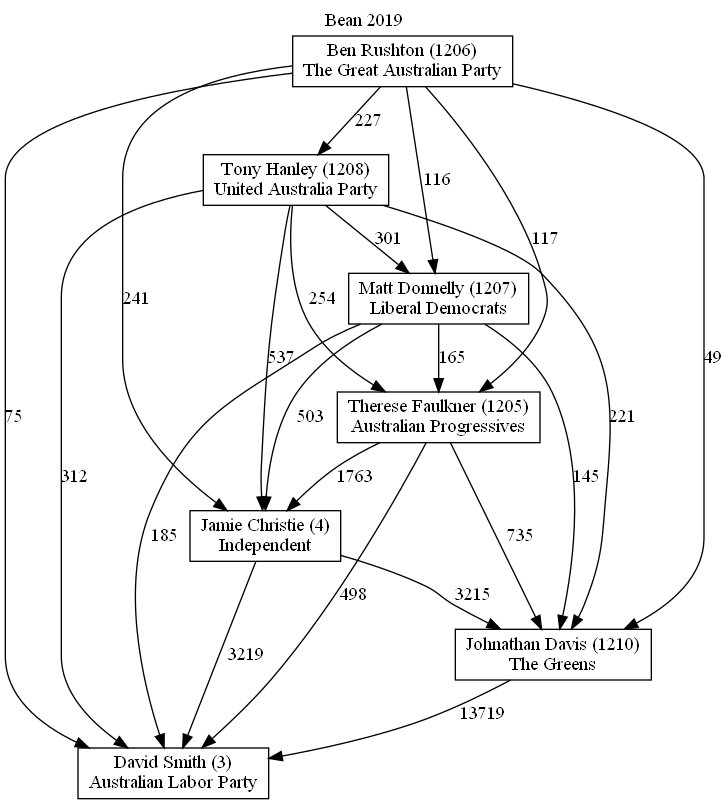 Bean 2019
Ben Rushton (1206)
The Great Australian Party
227
Tony Hanley (1208)
United Australia Party
116
117
301
241
254
Matt Donnelly (1207)
Liberal Democrats
537
165
49
Therese Faulkner (1205)
Australian Progressives
75
503
221
312
1763
145
Jamie Christie (4)
Independent
185
735
498
3215
3219
Johnathan Davis (1210)
The Greens
13719
David Smith (3)
Australian Labor Party